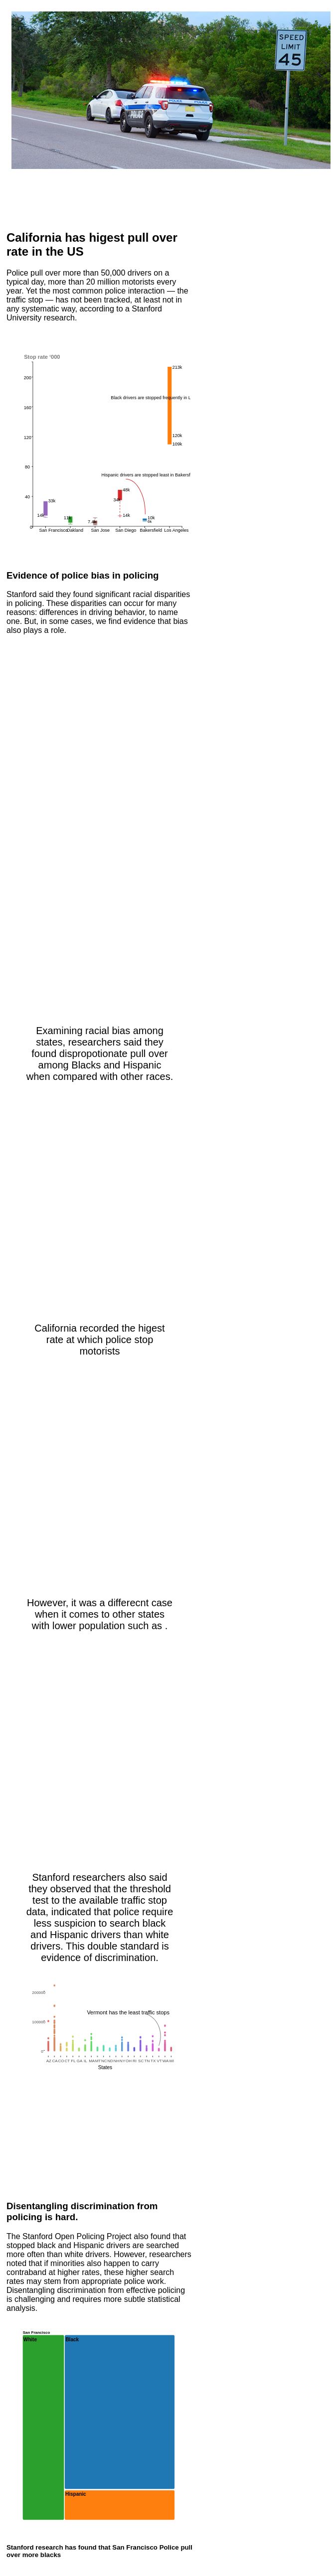 SPEED
LIMIT
45
California has higest pull over
rate in the US
Police pull over more than 50,000 drivers on a
typical day, more than 20 million motorists every
year. Yet the most common police interaction — the
traffic stop — has not been tracked, at least not in
any systematic way, according to a Stanford
University research.
Stop rate '000
213k
200
Black drivers are stopped frequently in L
160
120k
120
109k
80
Hispanic drivers are stopped least in Bakersf
48k
40
33k
14k
10k
0
San Francisco
Oakland
San Jose
San Diego
Bakersfield
Los Angeles
Evidence of police bias in policing
Stanford said they found significant racial disparities
in policing. These disparities can occur for many
reasons: differences in driving behavior, to name
one. But, in some cases, we find evidence that bias
also plays a role.
Examining racial bias among
states, researchers said they
found dispropotionate pull over
among Blacks and Hispanic
when compared with other races.
California recorded the higest
rate at which police stop
motorists
However, it was a differecnt case
when it comes to other states
with lower population such as .
Stanford researchers also said
they observed that the threshold
test to the available traffic stop
data, indicated that police require
less suspicion to search black
and Hispanic drivers than white
drivers. This double standard is
evidence of discrimination.
Vermont has the least traffic stops
States
Disentangling discrimination from
policing is hard.
The Stanford Open Policing Project also found that
stopped black and Hispanic drivers are searched
more often than white drivers. However, researchers
noted that if minorities also happen to carry
contraband at higher rates, these higher search
rates may stem from appropriate police work.
Disentangling discrimination from effective policing
is challenging and requires more subtle statistical
analysis.
San Francisco
White
Black
Hispanic
Stanford research has found that San Francisco Police pull
over more blacks